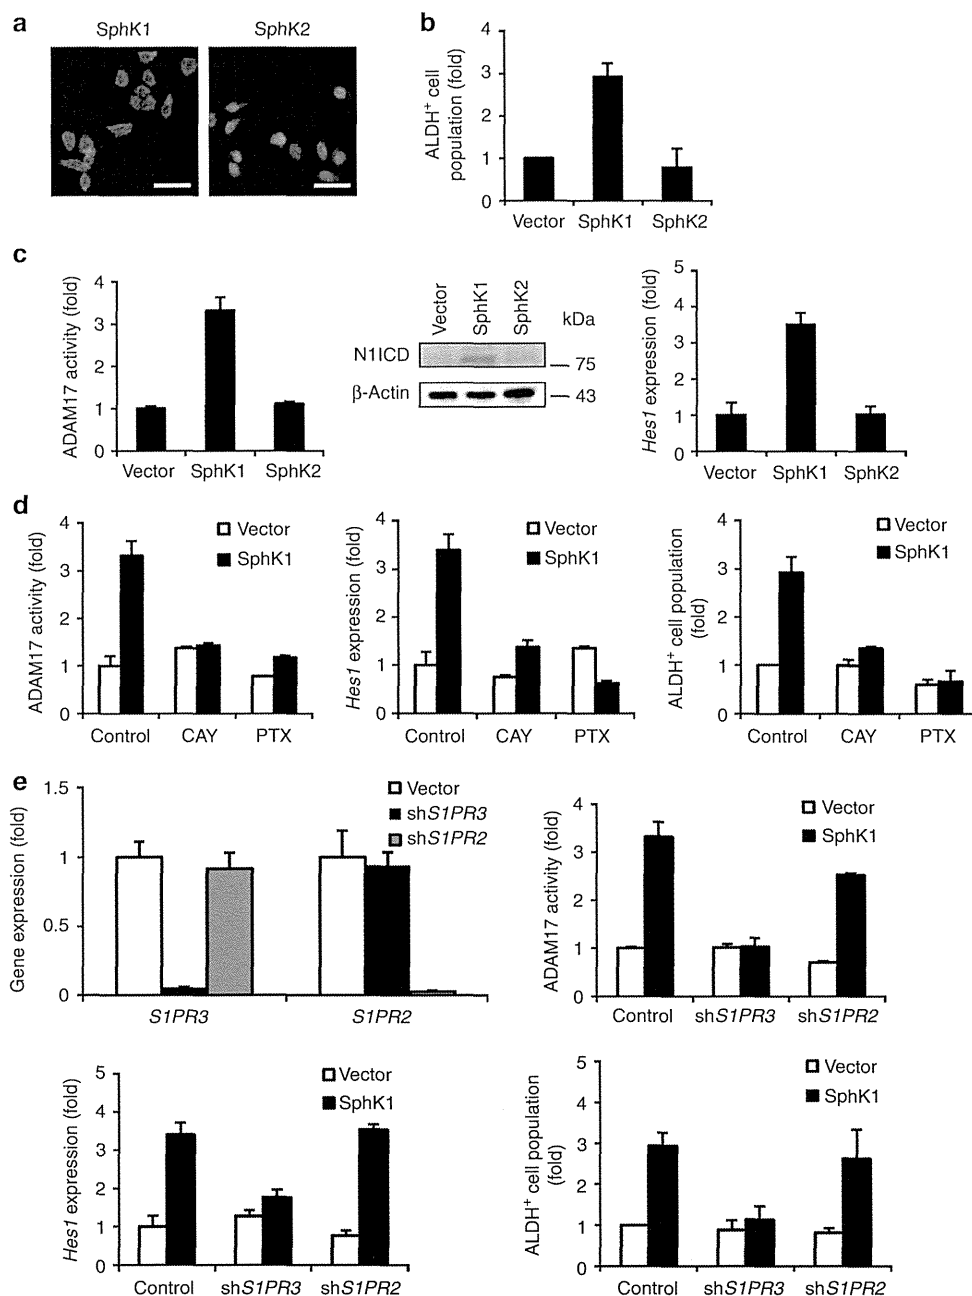 a
SphK1 SphK2
b
ALDH+ cell
population (fold)
4
3
2
1
0
Vector SphK1 SphK2
c
ADAM17 activity (fold)
4
3
2
1
0
Vector SphK1 SphK2
Vector SphK1 SphK2 kDa
N1ICD 75
β-Actin 43
Hes1 expression (fold)
5
4
3
2
1
0
Vector SphK1 SphK2
d
ADAM17 activity (fold)
4
3
2
1
0
Vector
SphK1
Control CAY PTX
Hes1 expression (fold)
4
3
2
1
0
Vector
SphK1
Control CAY PTX
ALDH+ cell population
(fold)
4
3
2
1
0
Vector
SphK1
Control CAY PTX
e
Gene expression (fold)
1.5
1
0.5
0
Vector
shS1PR3
shS1PR2
S1PR3 S1PR2
ADAM17 activity (fold)
4
3
2
1
0
Vector
SphK1
Control shS1PR3 shS1PR2
Hes1 expression (fold)
5
4
3
2
1
0
Vector
SphK1
Control shS1PR3 shS1PR2
ALDH+ cell population
(fold)
5
4
3
2
1
0
Vector
SphK1
Control shS1PR3 shS1PR2